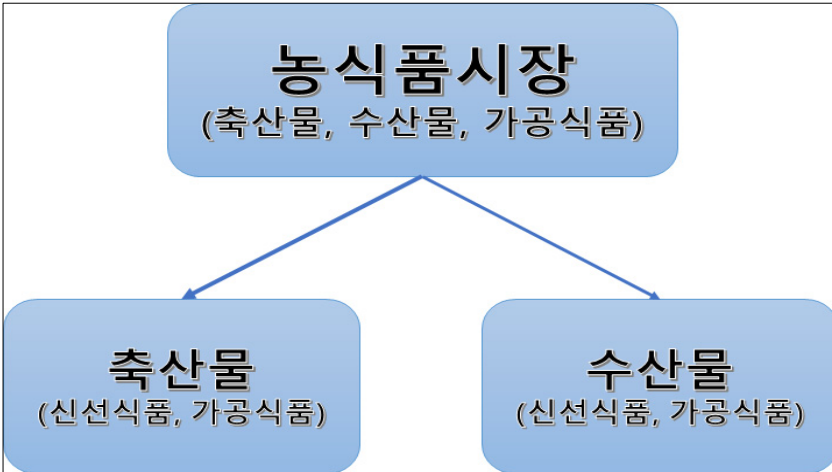 농식품시장
(축산물, 수산물, 가공식품)
축산물
(신선식품, 가공식품)
수산물
(신선식품, 가공식품)